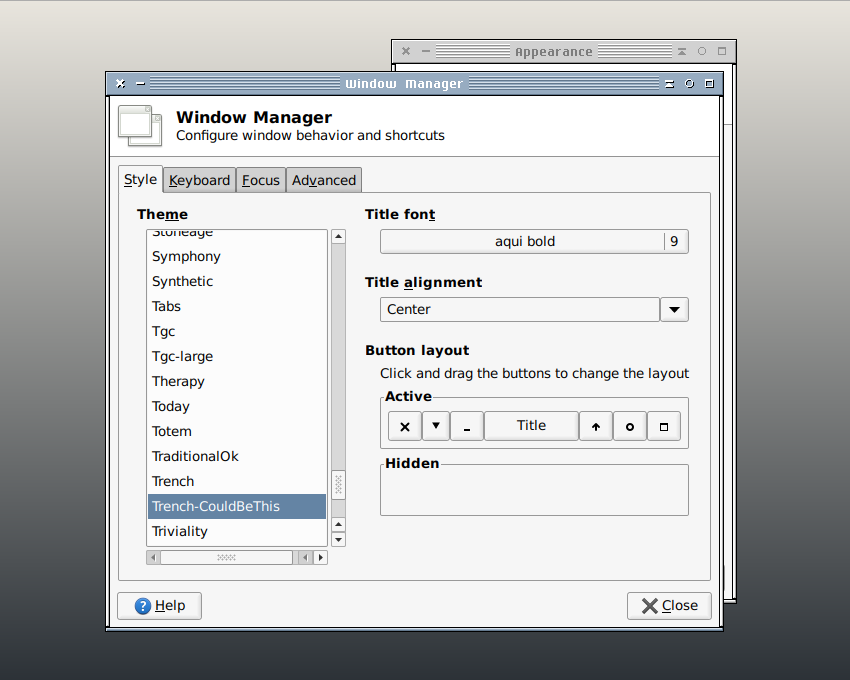 Appearance
Window Manager
Window Manager
Configure window behavior and shortcuts
Style
Keyboard
Focus
Advanced
Theme
Stoneage
Symphony
Synthetic
Tabs
Tgc
Tgc-large
Therapy
Today
Totem
TraditionalOk
Trench
Trench-CouldBeThis
Triviality
Title font
aqui bold 9
Title alignment
Center
Button layout
Click and drag the buttons to change the layout
Active
Title
Hidden
Help
Close